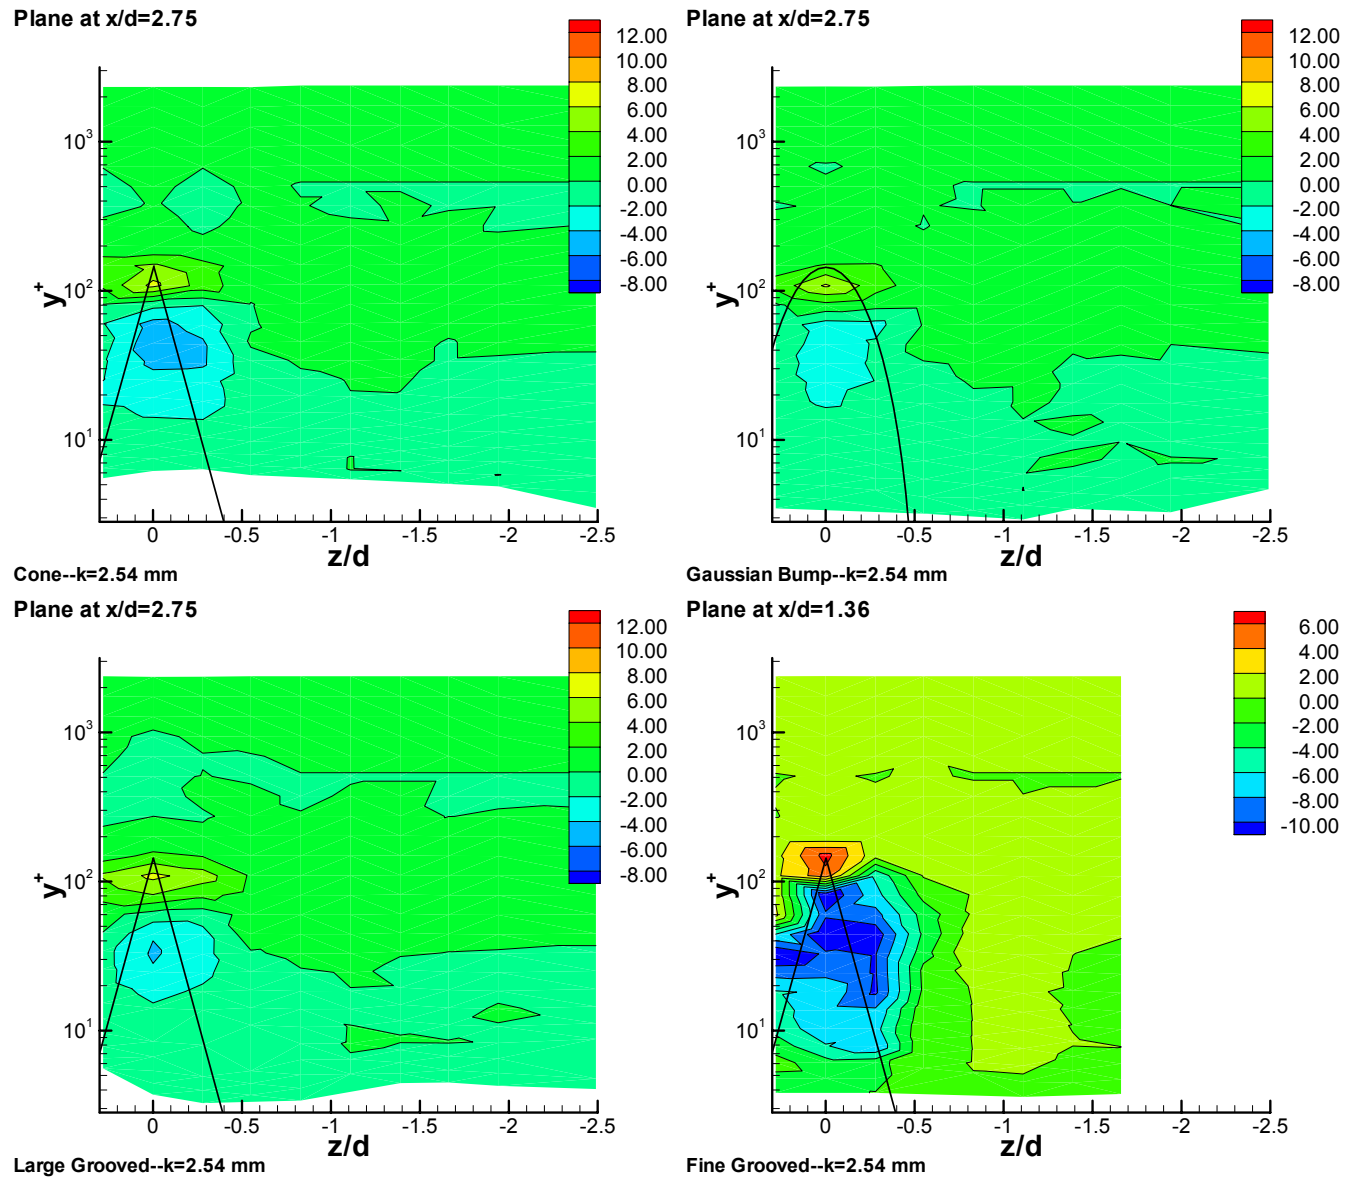 Plane at x/d=2.75
12.00
10.00
8.00
6.00
4.00
2.00
0.00
-2.00
-4.00
-6.00
-8.00
10³
10²
10¹
y⁺
0 -0.5 -1 -1.5 -2 -2.5
z/d
Cone--k=2.54 mm
Plane at x/d=2.75
12.00
10.00
8.00
6.00
4.00
2.00
0.00
-2.00
-4.00
-6.00
-8.00
10³
10²
10¹
y⁺
0 -0.5 -1 -1.5 -2 -2.5
z/d
Gaussian Bump--k=2.54 mm
Plane at x/d=2.75
12.00
10.00
8.00
6.00
4.00
2.00
0.00
-2.00
-4.00
-6.00
-8.00
10³
10²
10¹
y⁺
0 -0.5 -1 -1.5 -2 -2.5
z/d
Large Grooved--k=2.54 mm
Plane at x/d=1.36
6.00
4.00
2.00
0.00
-2.00
-4.00
-6.00
-8.00
-10.00
10³
10²
10¹
y⁺
0 -0.5 -1 -1.5 -2 -2.5
z/d
Fine Grooved--k=2.54 mm